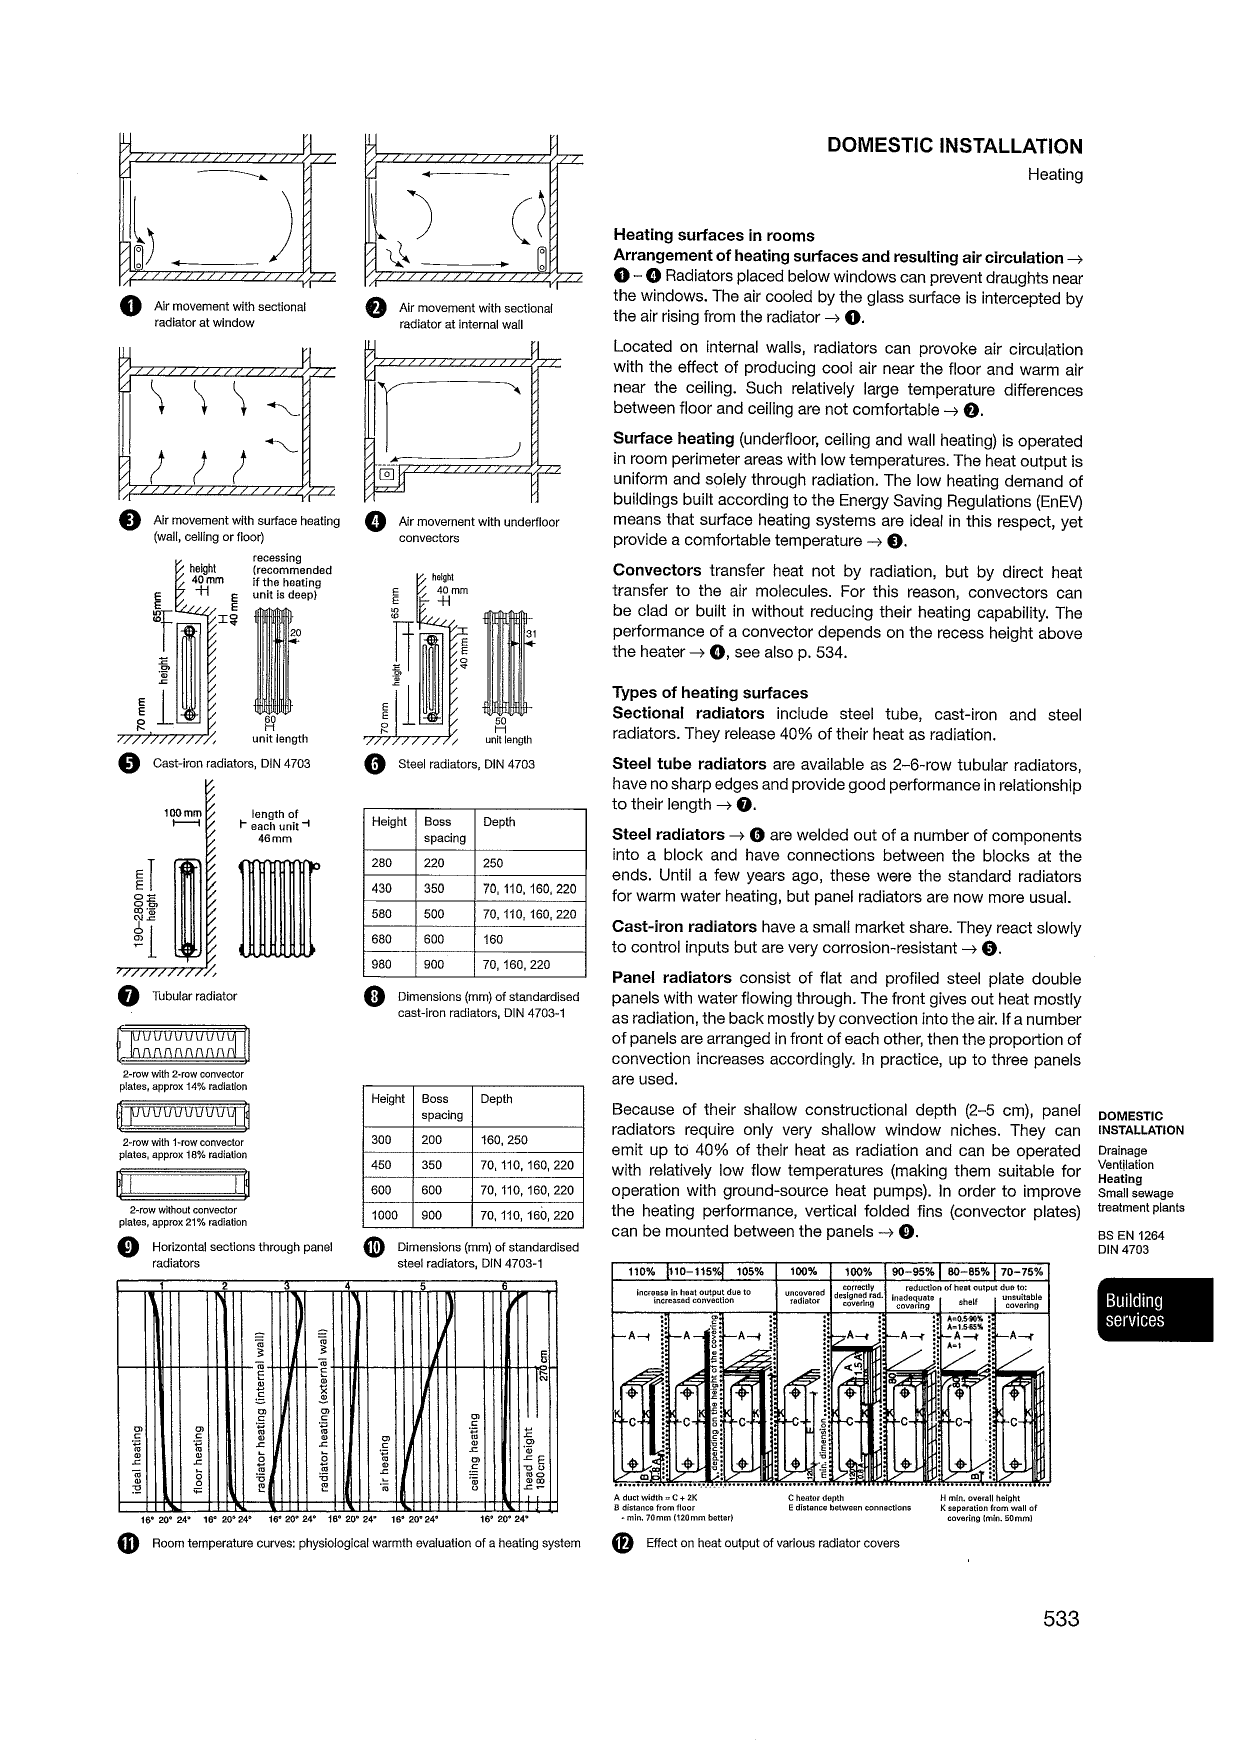 DOMESTIC INSTALLATION
Heating
❶ Air movement with sectional
radiator at window
❷ Air movement with sectional
radiator at internal wall
❸ Air movement with surface heating
(wall, ceiling or floor)
❹ Air movement with underfloor
convectors
height
40 mm
65mm
40 mm
height
70 mm
recessing
(recommended
if the heating
unit is deep)
20
60
unit length
❺ Cast-iron radiators, DIN 4703
height
40 mm
65 mm
40 mm
height
70 mm
31
50
unit length
❻ Steel radiators, DIN 4703
100 mm
190–2800 mm
height
length of
each unit
46mm
❼ Tubular radiator
Height Boss spacing Depth
280 220 250
430 350 70, 110, 160, 220
580 500 70, 110, 160, 220
680 600 160
980 900 70, 160, 220
❽ Dimensions (mm) of standardised
cast-iron radiators, DIN 4703-1
2-row with 2-row convector
plates, approx 14% radiation
2-row with 1-row convector
plates, approx 18% radiation
2-row without convector
plates, approx 21% radiation
❾ Horizontal sections through panel
radiators
Height Boss spacing Depth
300 200 160, 250
450 350 70, 110, 160, 220
600 600 70, 110, 160, 220
1000 900 70, 110, 160, 220
❿ Dimensions (mm) of standardised
steel radiators, DIN 4703-1
1 2 3 4 5 6
ideal heating
floor heating
radiator heating (internal wall)
radiator heating (external wall)
air heating
ceiling heating
head height
180 cm
270 cm
16° 20° 24° 16° 20° 24° 16° 20° 24° 16° 20° 24° 16° 20° 24° 16° 20° 24°
⓫ Room temperature curves: physiological warmth evaluation of a heating system
Heating surfaces in rooms
Arrangement of heating surfaces and resulting air circulation →
❶ – ❹ Radiators placed below windows can prevent draughts near
the windows. The air cooled by the glass surface is intercepted by
the air rising from the radiator → ❶.
Located on internal walls, radiators can provoke air circulation
with the effect of producing cool air near the floor and warm air
near the ceiling. Such relatively large temperature differences
between floor and ceiling are not comfortable → ❷.
Surface heating (underfloor, ceiling and wall heating) is operated
in room perimeter areas with low temperatures. The heat output is
uniform and solely through radiation. The low heating demand of
buildings built according to the Energy Saving Regulations (EnEV)
means that surface heating systems are ideal in this respect, yet
provide a comfortable temperature → ❸.
Convectors transfer heat not by radiation, but by direct heat
transfer to the air molecules. For this reason, convectors can
be clad or built in without reducing their heating capability. The
performance of a convector depends on the recess height above
the heater → ❹, see also p. 534.
Types of heating surfaces
Sectional radiators include steel tube, cast-iron and steel
radiators. They release 40% of their heat as radiation.
Steel tube radiators are available as 2–6-row tubular radiators,
have no sharp edges and provide good performance in relationship
to their length → ❼.
Steel radiators → ❻ are welded out of a number of components
into a block and have connections between the blocks at the
ends. Until a few years ago, these were the standard radiators
for warm water heating, but panel radiators are now more usual.
Cast-iron radiators have a small market share. They react slowly
to control inputs but are very corrosion-resistant → ❺.
Panel radiators consist of flat and profiled steel plate double
panels with water flowing through. The front gives out heat mostly
as radiation, the back mostly by convection into the air. If a number
of panels are arranged in front of each other, then the proportion of
convection increases accordingly. In practice, up to three panels
are used.
Because of their shallow constructional depth (2–5 cm), panel
radiators require only very shallow window niches. They can
emit up to 40% of their heat as radiation and can be operated
with relatively low flow temperatures (making them suitable for
operation with ground-source heat pumps). In order to improve
the heating performance, vertical folded fins (convector plates)
can be mounted between the panels → ❾.
110% 110–115% 105% 100% 100% 90–95% 80–85% 70–75%
increase in heat output due to
increased convection
uncovered
radiator
correctly
designed rad.
covering
reduction of heat output due to:
inadequate
covering
shelf
unsuitable
covering
A=0.5·90%
A=1.5·85%
A=1
depending on the height of the covering
min. dimension
A duct width = C + 2K
B distance from floor
- min. 70mm (120mm better)
C heater depth
E distance between connections
H min. overall height
K separation from wall of
covering (min. 50mm)
⓬ Effect on heat output of various radiator covers
DOMESTIC
INSTALLATION
Drainage
Ventilation
Heating
Small sewage
treatment plants
BS EN 1264
DIN 4703
Building
services
533